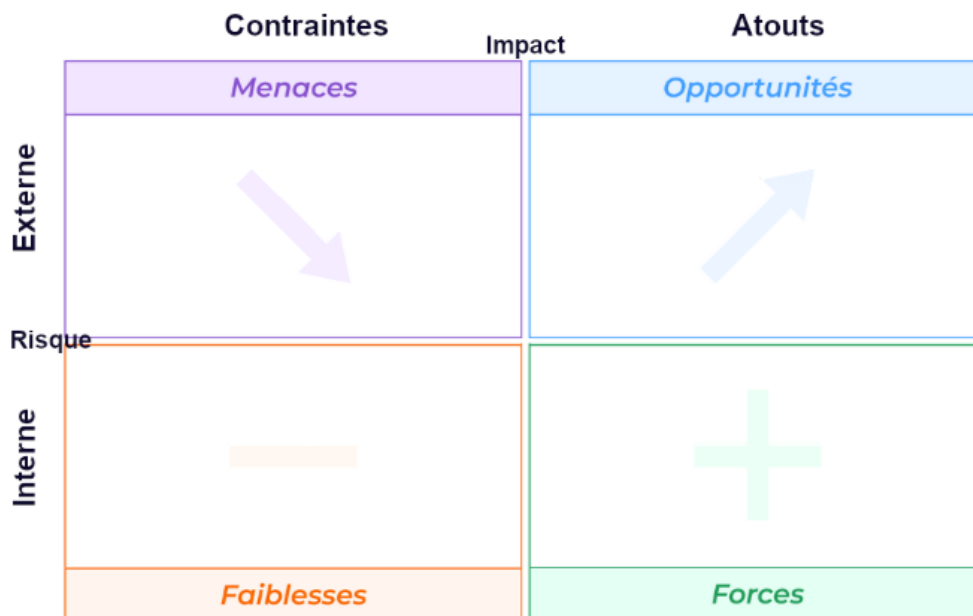 Contraintes
Atouts
Impact
Menaces
Opportunités
Externe
Risque
Interne
Faiblesses
Forces